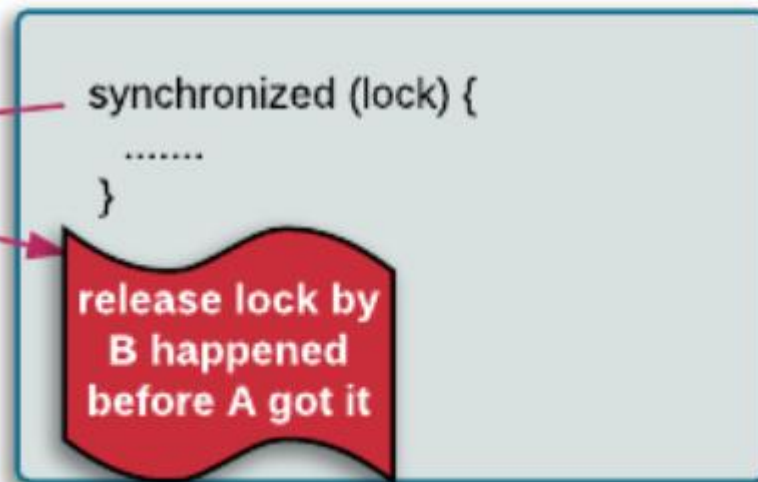 synchronized (lock) {
.......
}
release lock by
B happened
before A got it